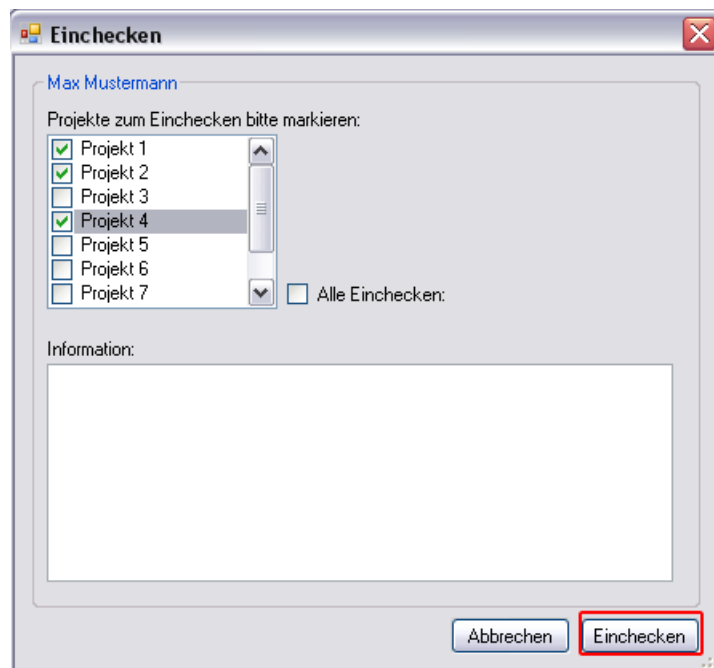 Einchecken
Max Mustermann
Projekte zum Einchecken bitte markieren:
Projekt 1
Projekt 2
Projekt 3
Projekt 4
Projekt 5
Projekt 6
Projekt 7
Alle Einchecken:
Information:
Abbrechen
Einchecken